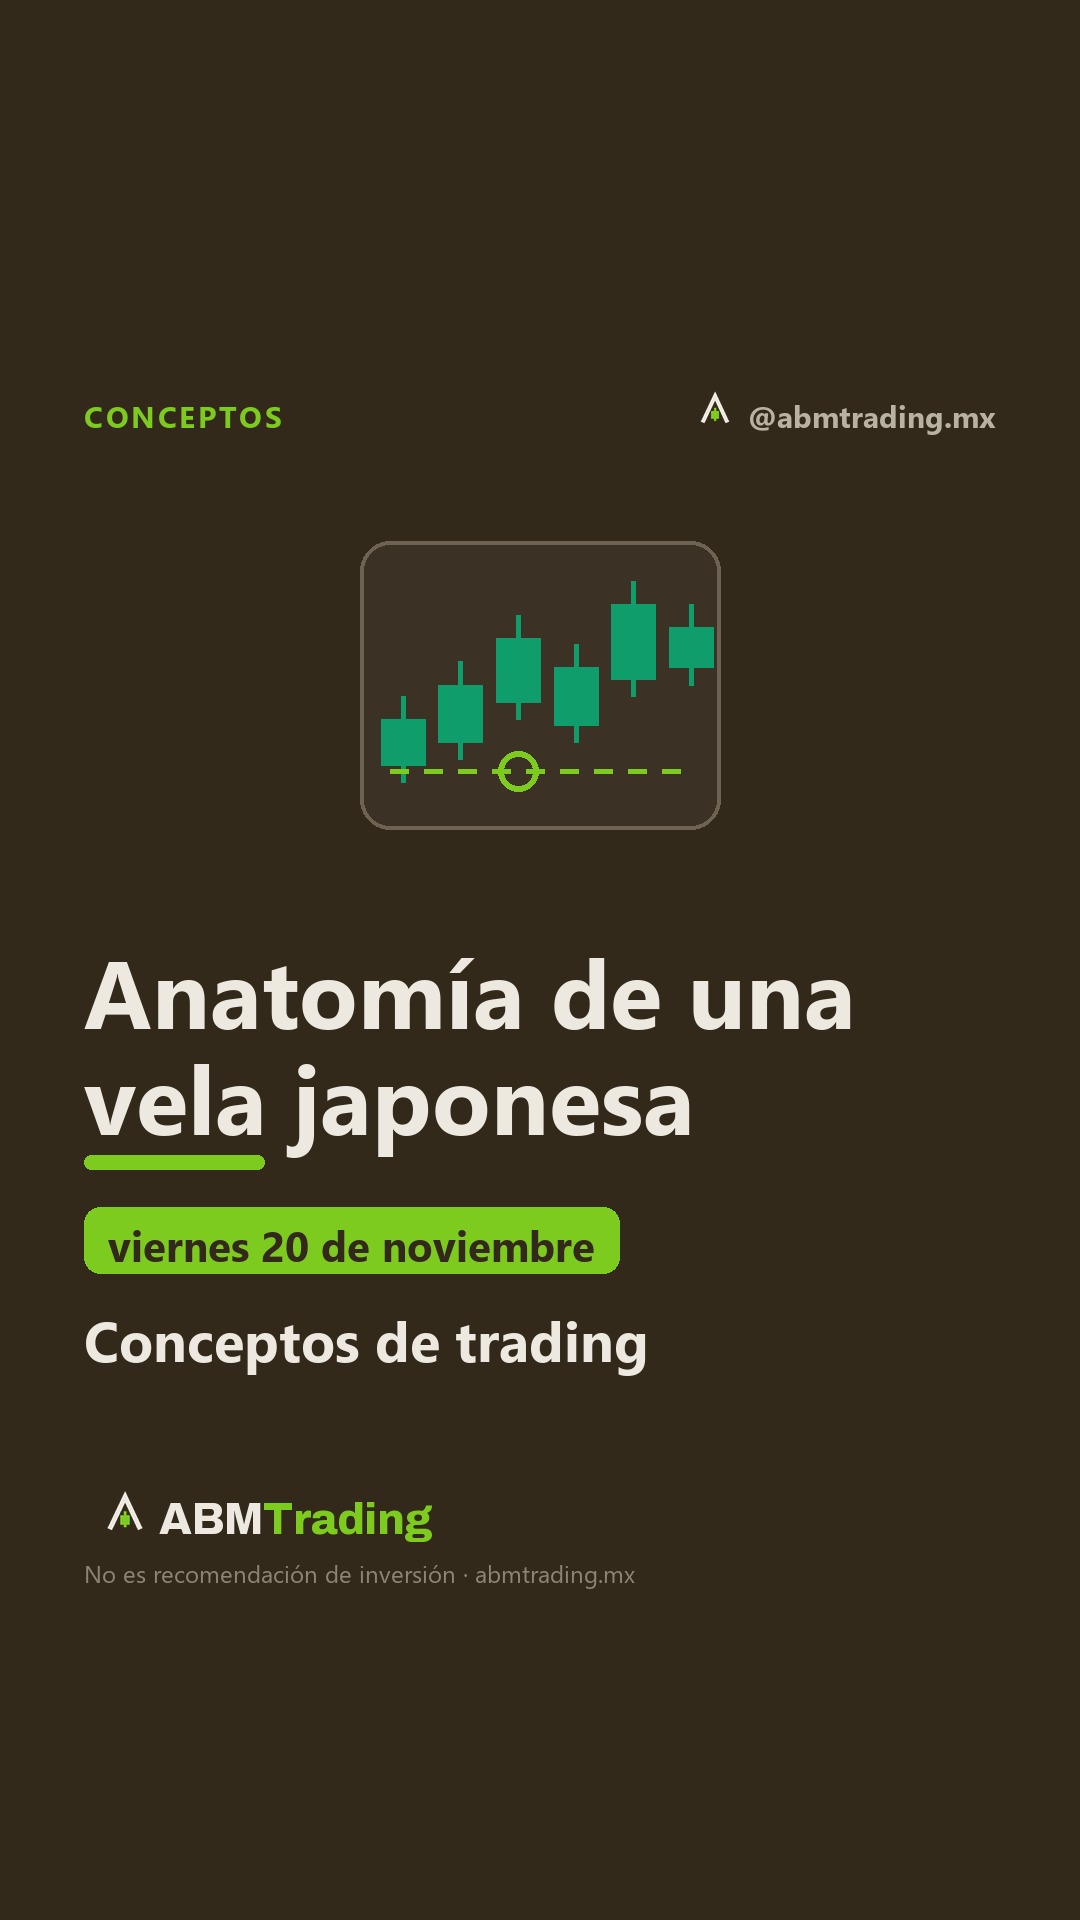 CONCEPTOS
@abmtrading.mx
Anatomía de una
vela japonesa
viernes 20 de noviembre
Conceptos de trading
ABMTrading
No es recomendación de inversión · abmtrading.mx